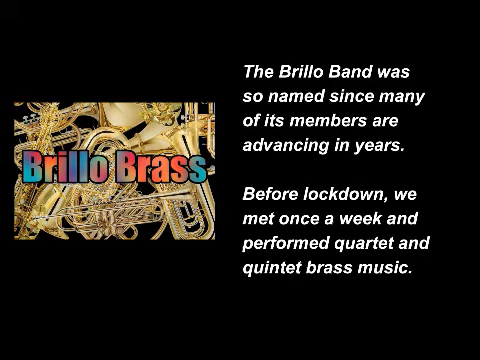 Brillo Brass
The Brillo Band was
so named since many
of its members are
advancing in years.
Before lockdown, we
met once a week and
performed quartet and
quintet brass music.